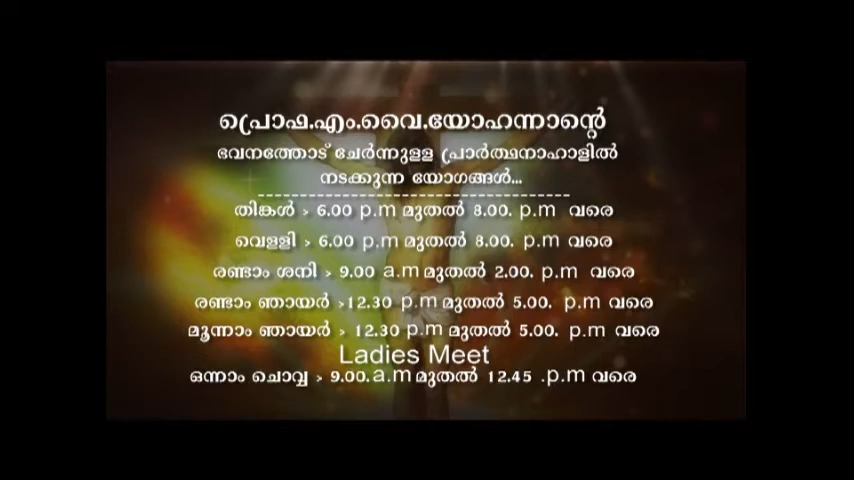 പ്രൊഫ.എം.വൈ.യോഹന്നാന്റെ
ഭവനത്തോട് ചേർന്നുള്ള പ്രാർത്ഥനാഹാളിൽ
നടക്കുന്ന യോഗങ്ങൾ...
--------------------------------------
തിങ്കൾ > 6.00 p.m മുതൽ 8.00. p.m വരെ
വെള്ളി > 6.00 p.m മുതൽ 8.00. p.m വരെ
രണ്ടാം ശനി > 9.00 a.m മുതൽ 2.00. p.m വരെ
രണ്ടാം ഞായർ >12.30 p.m മുതൽ 5.00. p.m വരെ
മൂന്നാം ഞായർ > 12.30 p.m മുതൽ 5.00. p.m വരെ
Ladies Meet
ഒന്നാം ചൊവ്വ > 9.00. a.m മുതൽ 12.45 .p.m വരെ